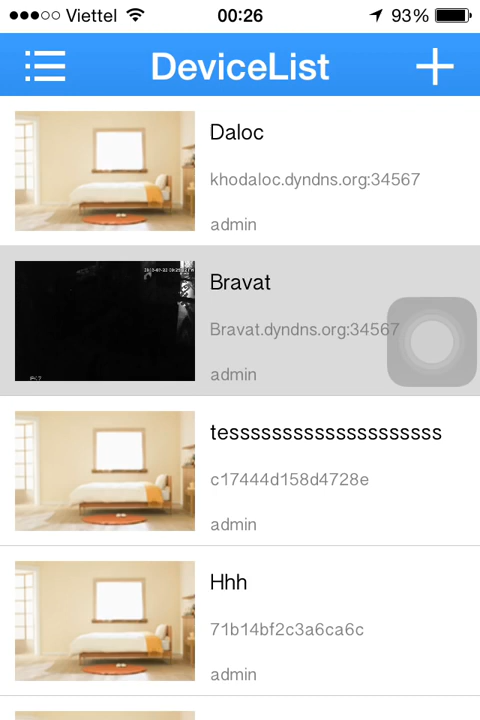 Viettel 00:26 93%
DeviceList
Daloc
khodaloc.dyndns.org:34567
admin
Bravat
Bravat.dyndns.org:34567
admin
tessssssssssssssssssss
c17444d158d4728e
admin
Hhh
71b14bf2c3a6ca6c
admin